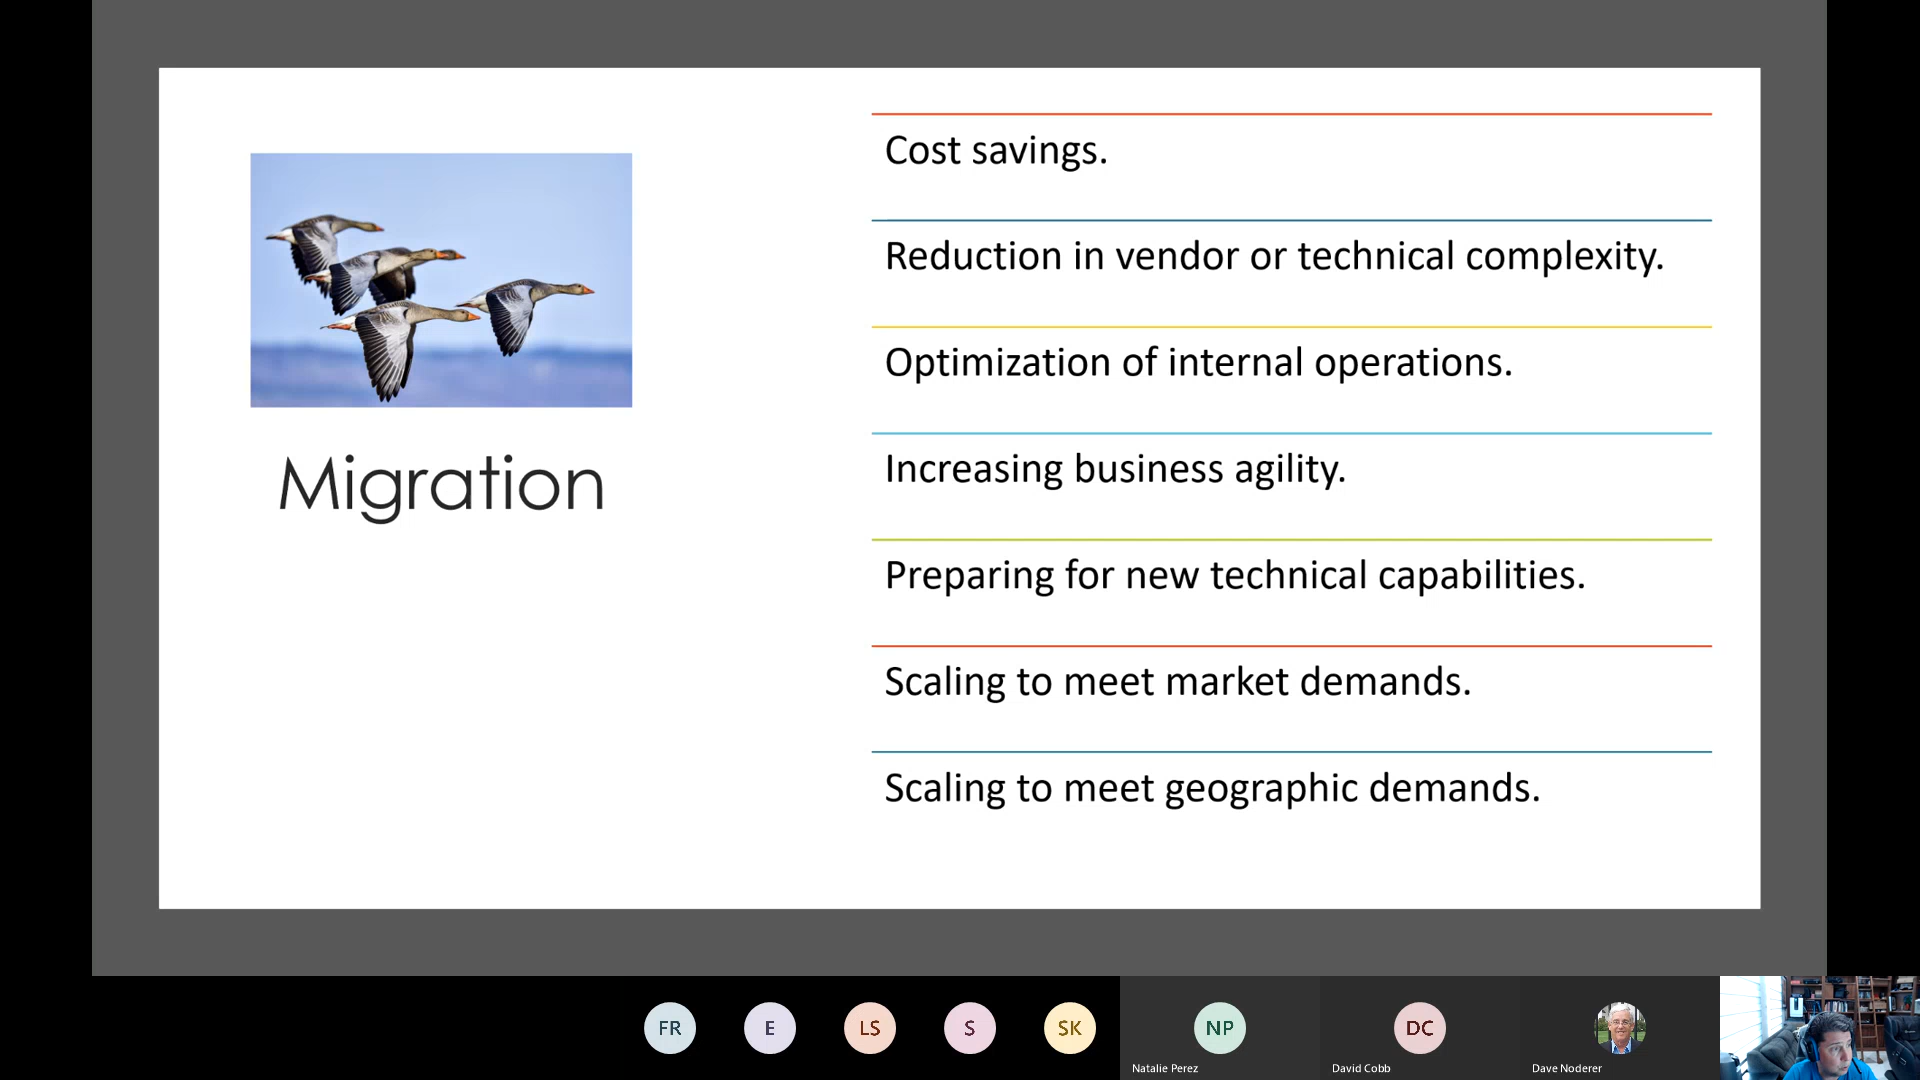 Migration
Cost savings.
Reduction in vendor or technical complexity.
Optimization of internal operations.
Increasing business agility.
Preparing for new technical capabilities.
Scaling to meet market demands.
Scaling to meet geographic demands.
FR
E
LS
S
SK
NP
Natalie Perez
DC
David Cobb
Dave Noderer